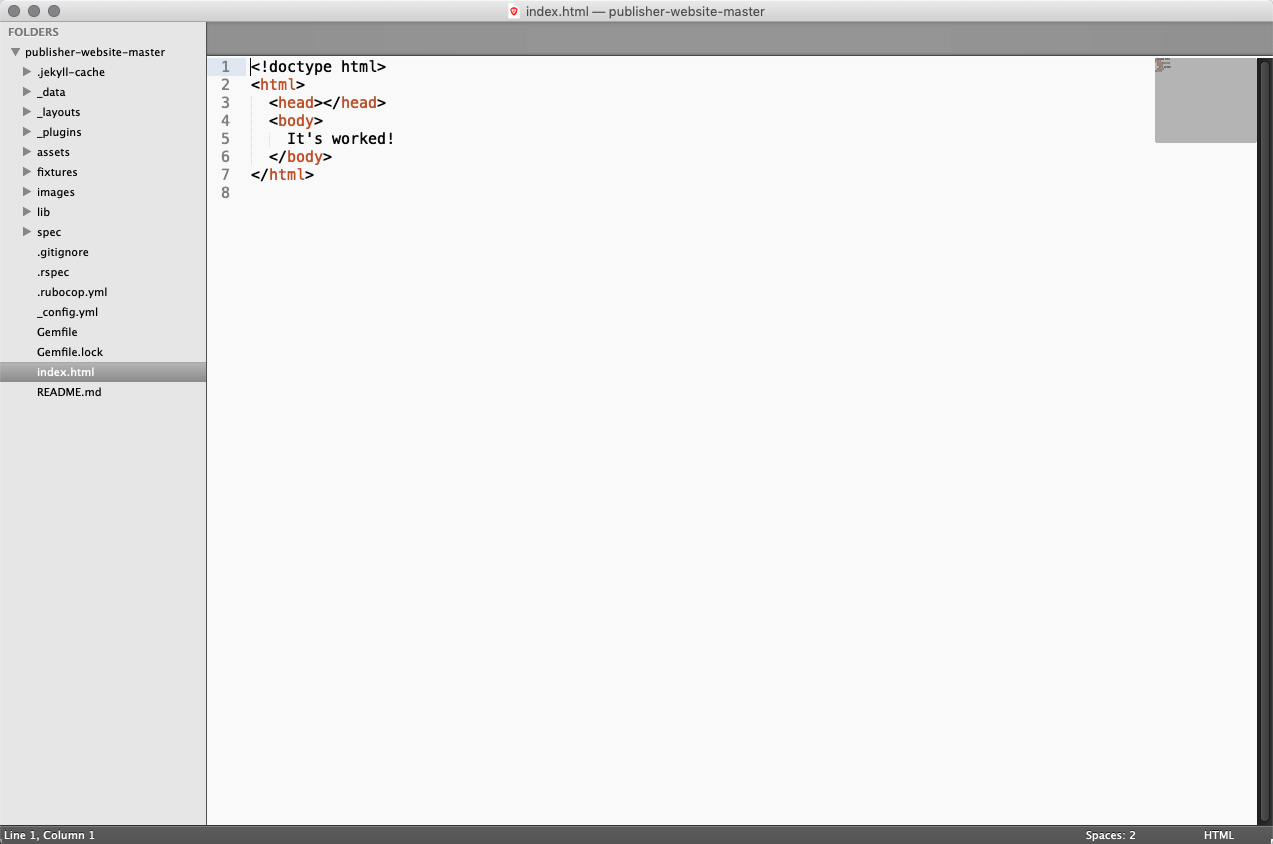 index.html — publisher-website-master
FOLDERS
publisher-website-master
.jekyll-cache
_data
_layouts
_plugins
assets
fixtures
images
lib
spec
.gitignore
.rspec
.rubocop.yml
_config.yml
Gemfile
Gemfile.lock
index.html
README.md
1 <!doctype html>
2 <html>
3   <head></head>
4   <body>
5     It's worked!
6   </body>
7 </html>
8
Line 1, Column 1
Spaces: 2
HTML